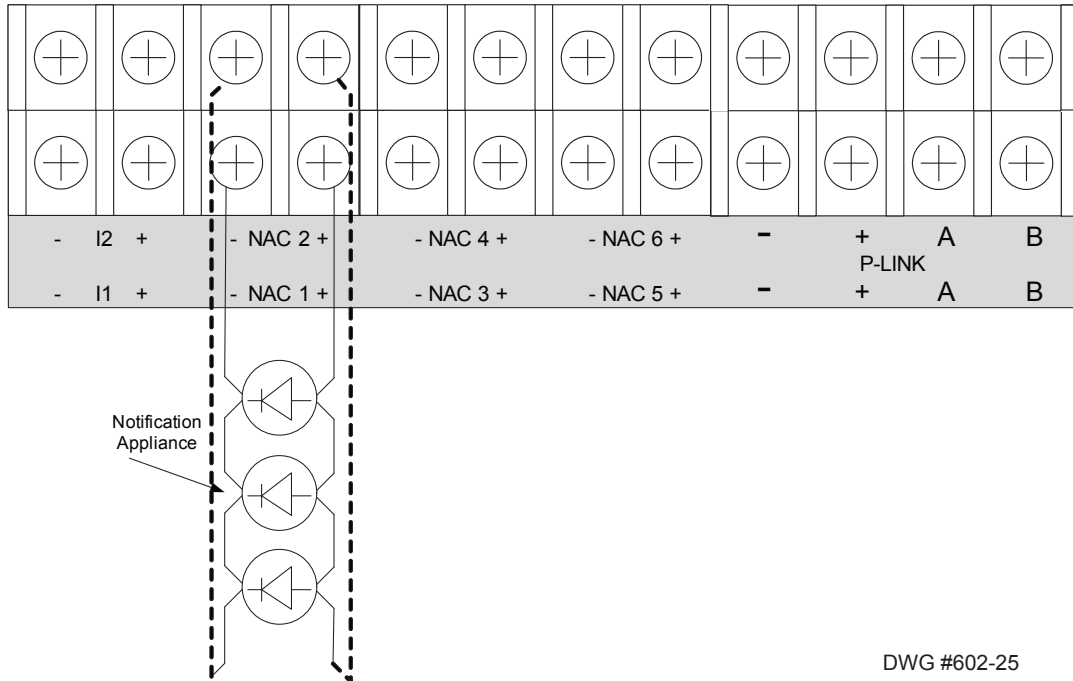 - I2 + - NAC 2 + - NAC 4 + - NAC 6 + - + A B
P-LINK
- I1 + - NAC 1 + - NAC 3 + - NAC 5 + - + A B
Notification
Appliance
DWG #602-25